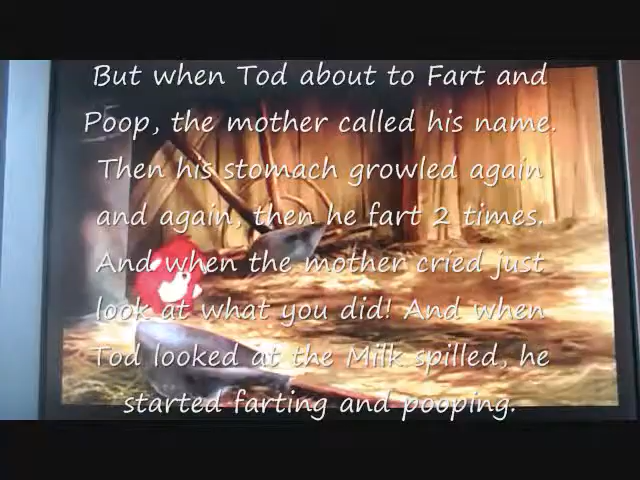 But when Tod about to Fart and
Poop, the mother called his name.
Then his stomach growled again
and again, then he fart 2 times.
And when the mother cried just
look at what you did! And when
Tod looked at the Milk spilled, he
started farting and pooping.